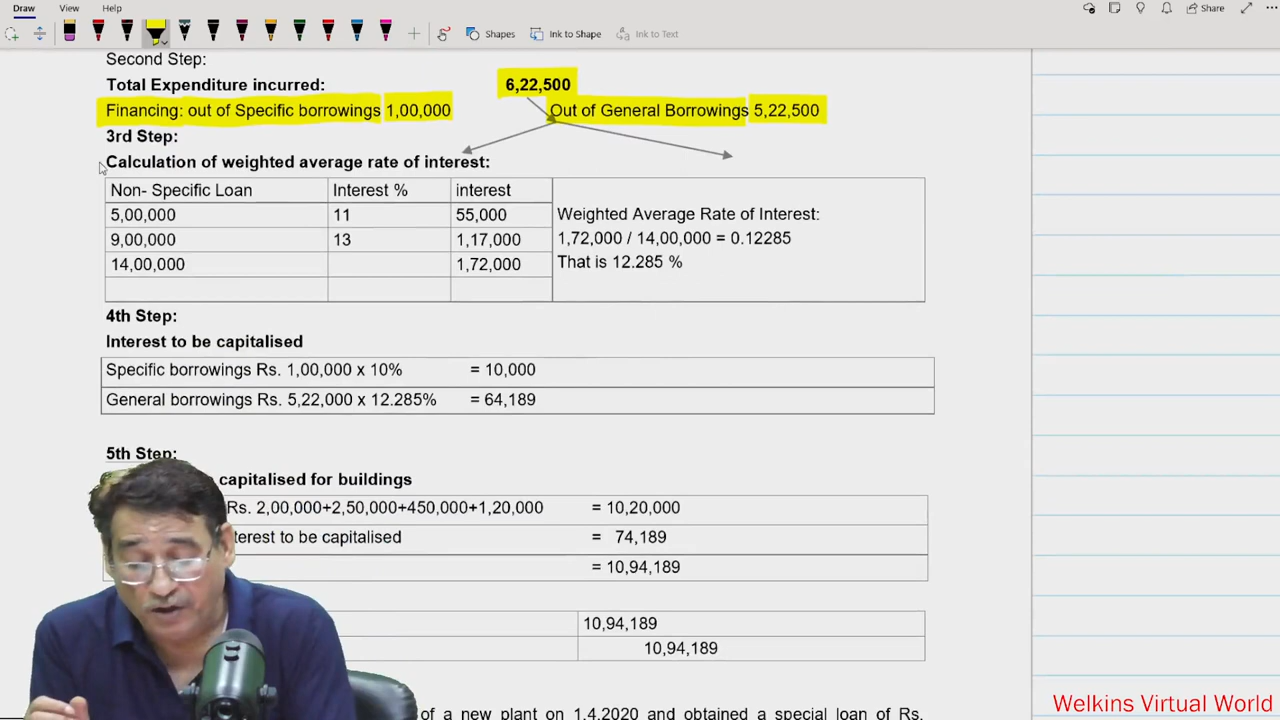 Draw View Help Share
Shapes Ink to Shape Ink to Text
Second Step:
Total Expenditure incurred: 6,22,500
Financing: out of Specific borrowings 1,00,000 Out of General Borrowings 5,22,500
3rd Step:
Calculation of weighted average rate of interest:
Non- Specific Loan Interest % interest
5,00,000 11 55,000 Weighted Average Rate of Interest:
9,00,000 13 1,17,000 1,72,000 / 14,00,000 = 0.12285
14,00,000 1,72,000 That is 12.285 %
4th Step:
Interest to be capitalised
Specific borrowings Rs. 1,00,000 x 10% = 10,000
General borrowings Rs. 5,22,000 x 12.285% = 64,189
5th Step:
capitalised for buildings
Rs. 2,00,000+2,50,000+450,000+1,20,000 = 10,20,000
to be capitalised = 74,189
= 10,94,189
10,94,189
10,94,189
of a new plant on 1.4.2020 and obtained a special loan of Rs.
Welkins Virtual World